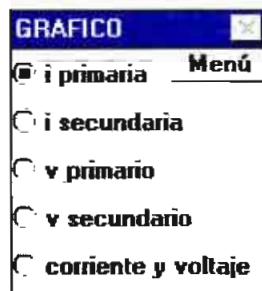 GRAFICO
i primaria Menú
i secundaria
v primario
v secundario
corriente y voltaje